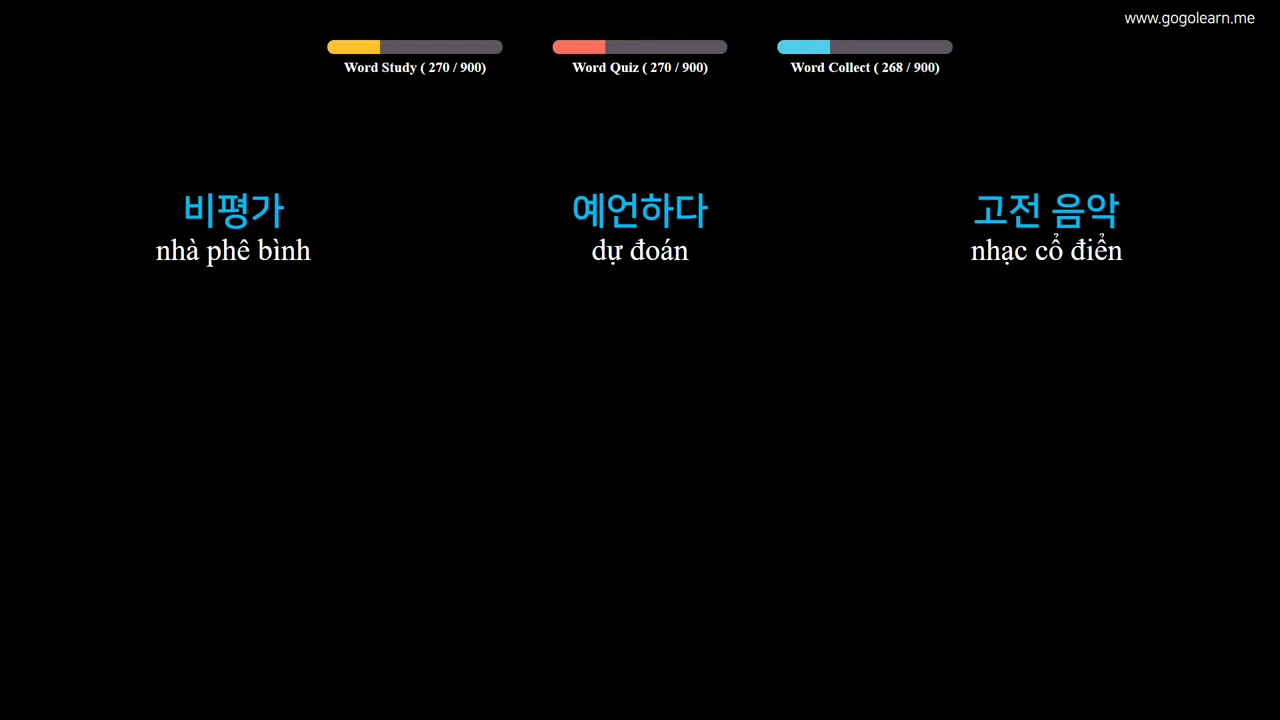 www.gogolearn.me
Word Study ( 270 / 900)
Word Quiz ( 270 / 900)
Word Collect ( 268 / 900)
비평가
nhà phê bình
예언하다
dự đoán
고전 음악
nhạc cổ điển